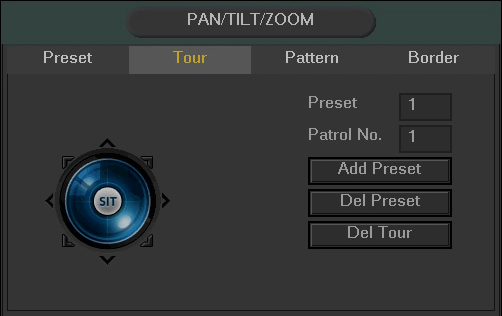 PAN/TILT/ZOOM
Preset Tour Pattern Border
Preset 1
Patrol No. 1
Add Preset
SIT
Del Preset
Del Tour